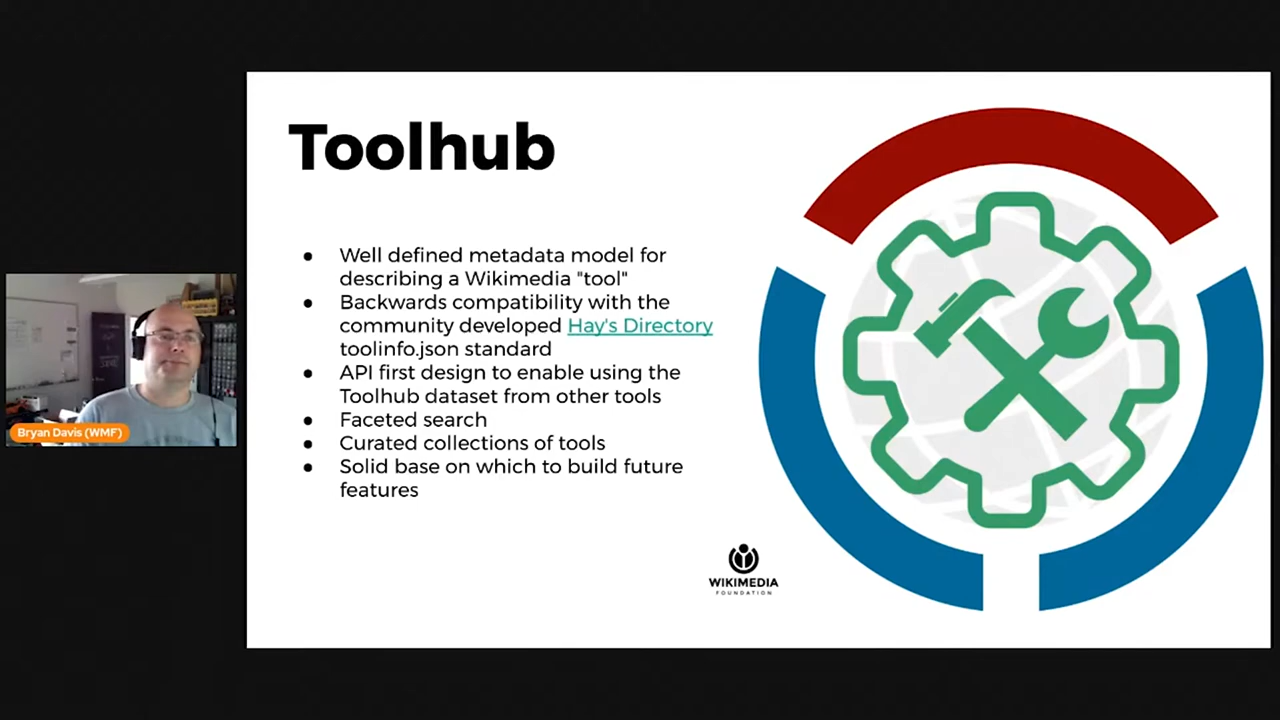 Toolhub
● Well defined metadata model for
describing a Wikimedia "tool"
● Backwards compatibility with the
community developed Hay's Directory
toolinfo.json standard
● API first design to enable using the
Toolhub dataset from other tools
● Faceted search
● Curated collections of tools
● Solid base on which to build future
features
WIKIMEDIA
FOUNDATION
Bryan Davis (WMF)